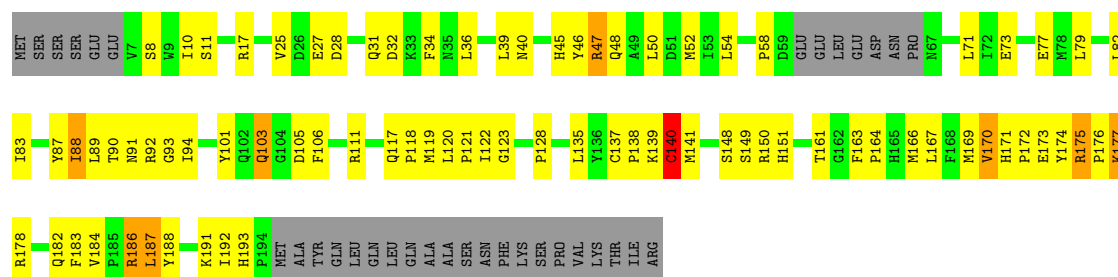 MET SER SER SER GLU GLU V7 S8 W9 I10 S11 R17 V25 D26 E27 D28 Q31 D32 K33 F34 N35 L36 L39 N40 H45 Y46 R47 Q48 A49 L50 D51 M52 I53 L54 P58 D59 GLU GLU LEU GLU ASP ASN PRO N67 L71 I72 E73 E77 M78 L79
I83 Y87 I88 L89 T90 N91 R92 G93 I94 Y101 Q102 Q103 G104 D105 F106 R111 Q117 P118 M119 L120 P121 I122 G123 P128 L135 Y136 C137 P138 K139 C140 M141 S148 S149 R150 H151 T161 G162 F163 P164 H165 M166 L167 F168 M169 V170 H171 P172 E173 Y174 R175 P176 K177
R178 Q182 F183 V184 P185 R186 L187 Y188 K191 I192 H193 P194 MET ALA TYR GLN LEU GLN LEU GLN ALA ALA SER ASN PHE LYS SER PRO VAL LYS THR ILE ARG